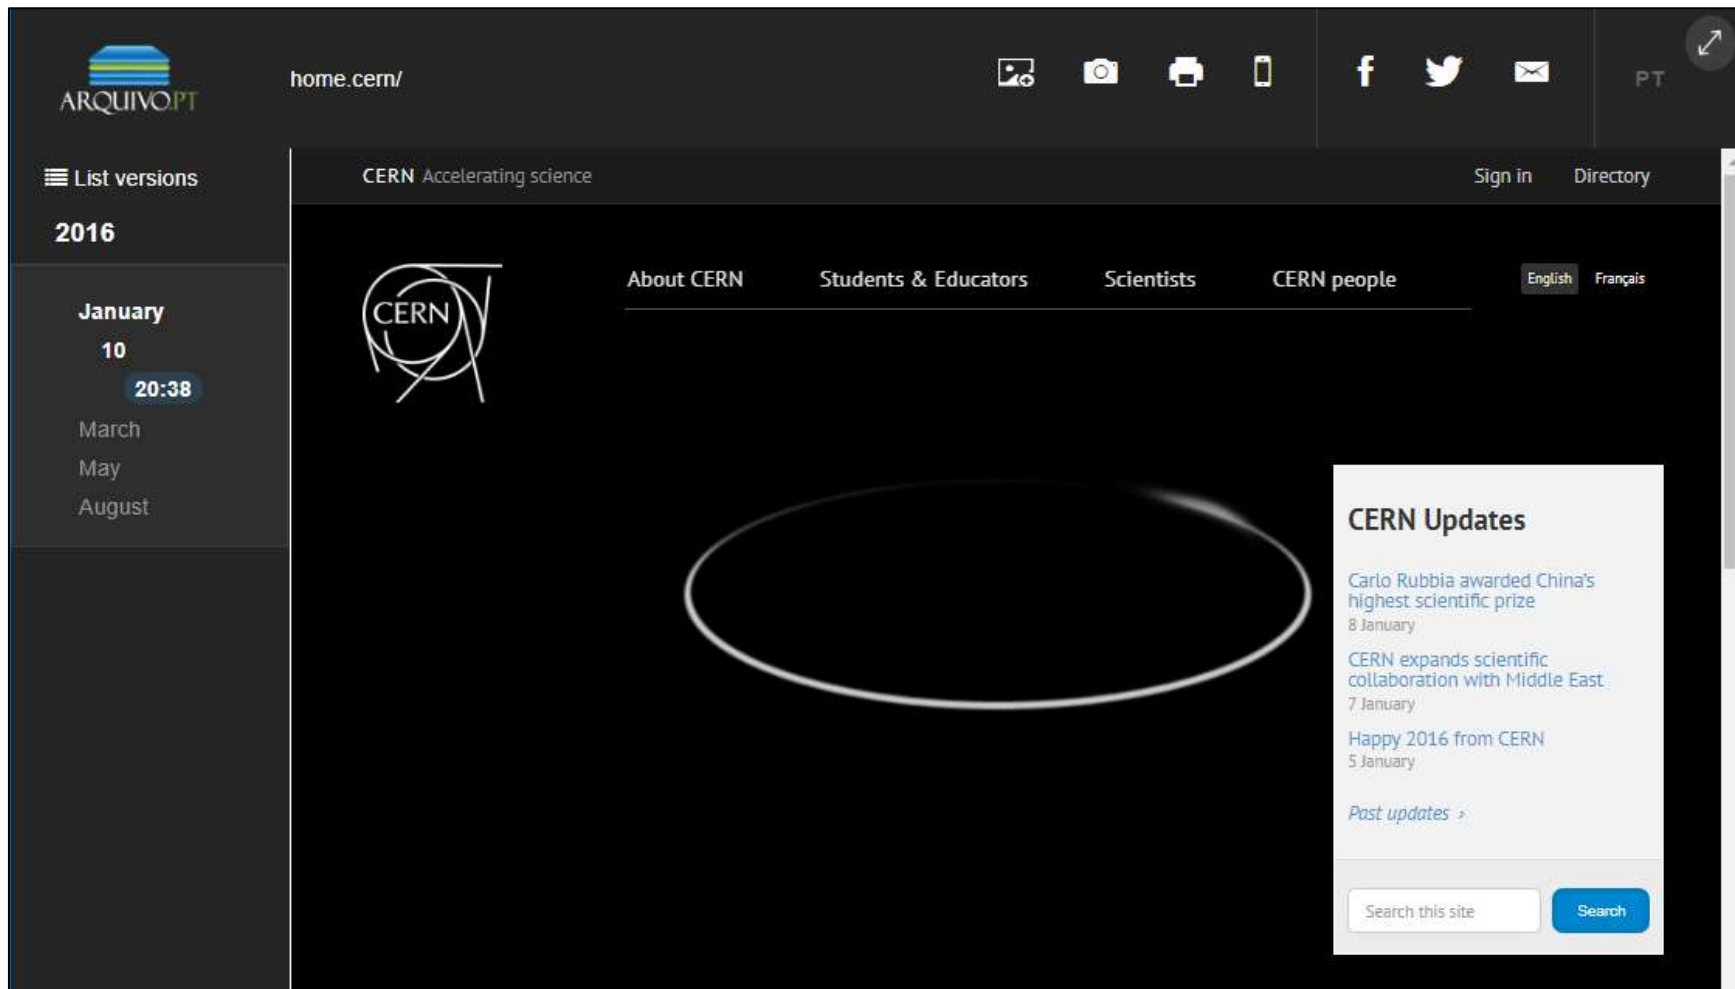 ARQUIVO.PT
home.cern/
f
PT
List versions
2016
January
10
20:38
March
May
August
CERN Accelerating science
Sign in
Directory
CERN
About CERN
Students & Educators
Scientists
CERN people
English
Français
CERN Updates
Carlo Rubbia awarded China's
highest scientific prize
8 January
CERN expands scientific
collaboration with Middle East
7 January
Happy 2016 from CERN
5 January
Past updates ›
Search this site
Search